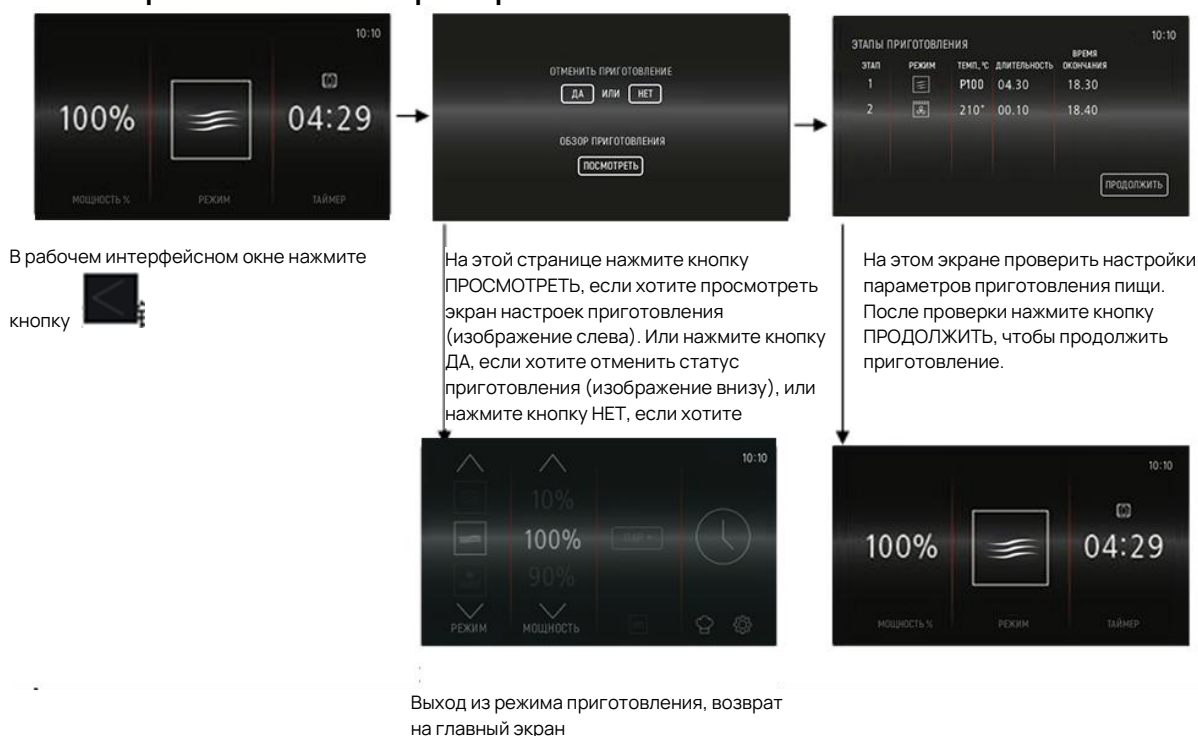 10:10
100%
04:29
МОЩНОСТЬ %
РЕЖИМ
ТАЙМЕР
ОТМЕНИТЬ ПРИГОТОВЛЕНИЕ
ДА ИЛИ НЕТ
ОБЗОР ПРИГОТОВЛЕНИЯ
ПОСМОТРЕТЬ
10:10
ЭТАПЫ ПРИГОТОВЛЕНИЯ
ЭТАП РЕЖИМ ТЕМП.,°C ДЛИТЕЛЬНОСТЬ ВРЕМЯ ОКОНЧАНИЯ
1 P100 04.30 18.30
2 210° 00.10 18.40
ПРОДОЛЖИТЬ
В рабочем интерфейсном окне нажмите
кнопку
На этой странице нажмите кнопку
ПРОСМОТРЕТЬ, если хотите просмотреть
экран настроек приготовления
(изображение слева). Или нажмите кнопку
ДА, если хотите отменить статус
приготовления (изображение внизу), или
нажмите кнопку НЕТ, если хотите
На этом экране проверить настройки
параметров приготовления пищи.
После проверки нажмите кнопку
ПРОДОЛЖИТЬ, чтобы продолжить
приготовление.
10:10
10%
100%
ПАР +
90%
РЕЖИМ
МОЩНОСТЬ
10:10
100%
04:29
МОЩНОСТЬ %
РЕЖИМ
ТАЙМЕР
Выход из режима приготовления, возврат
на главный экран